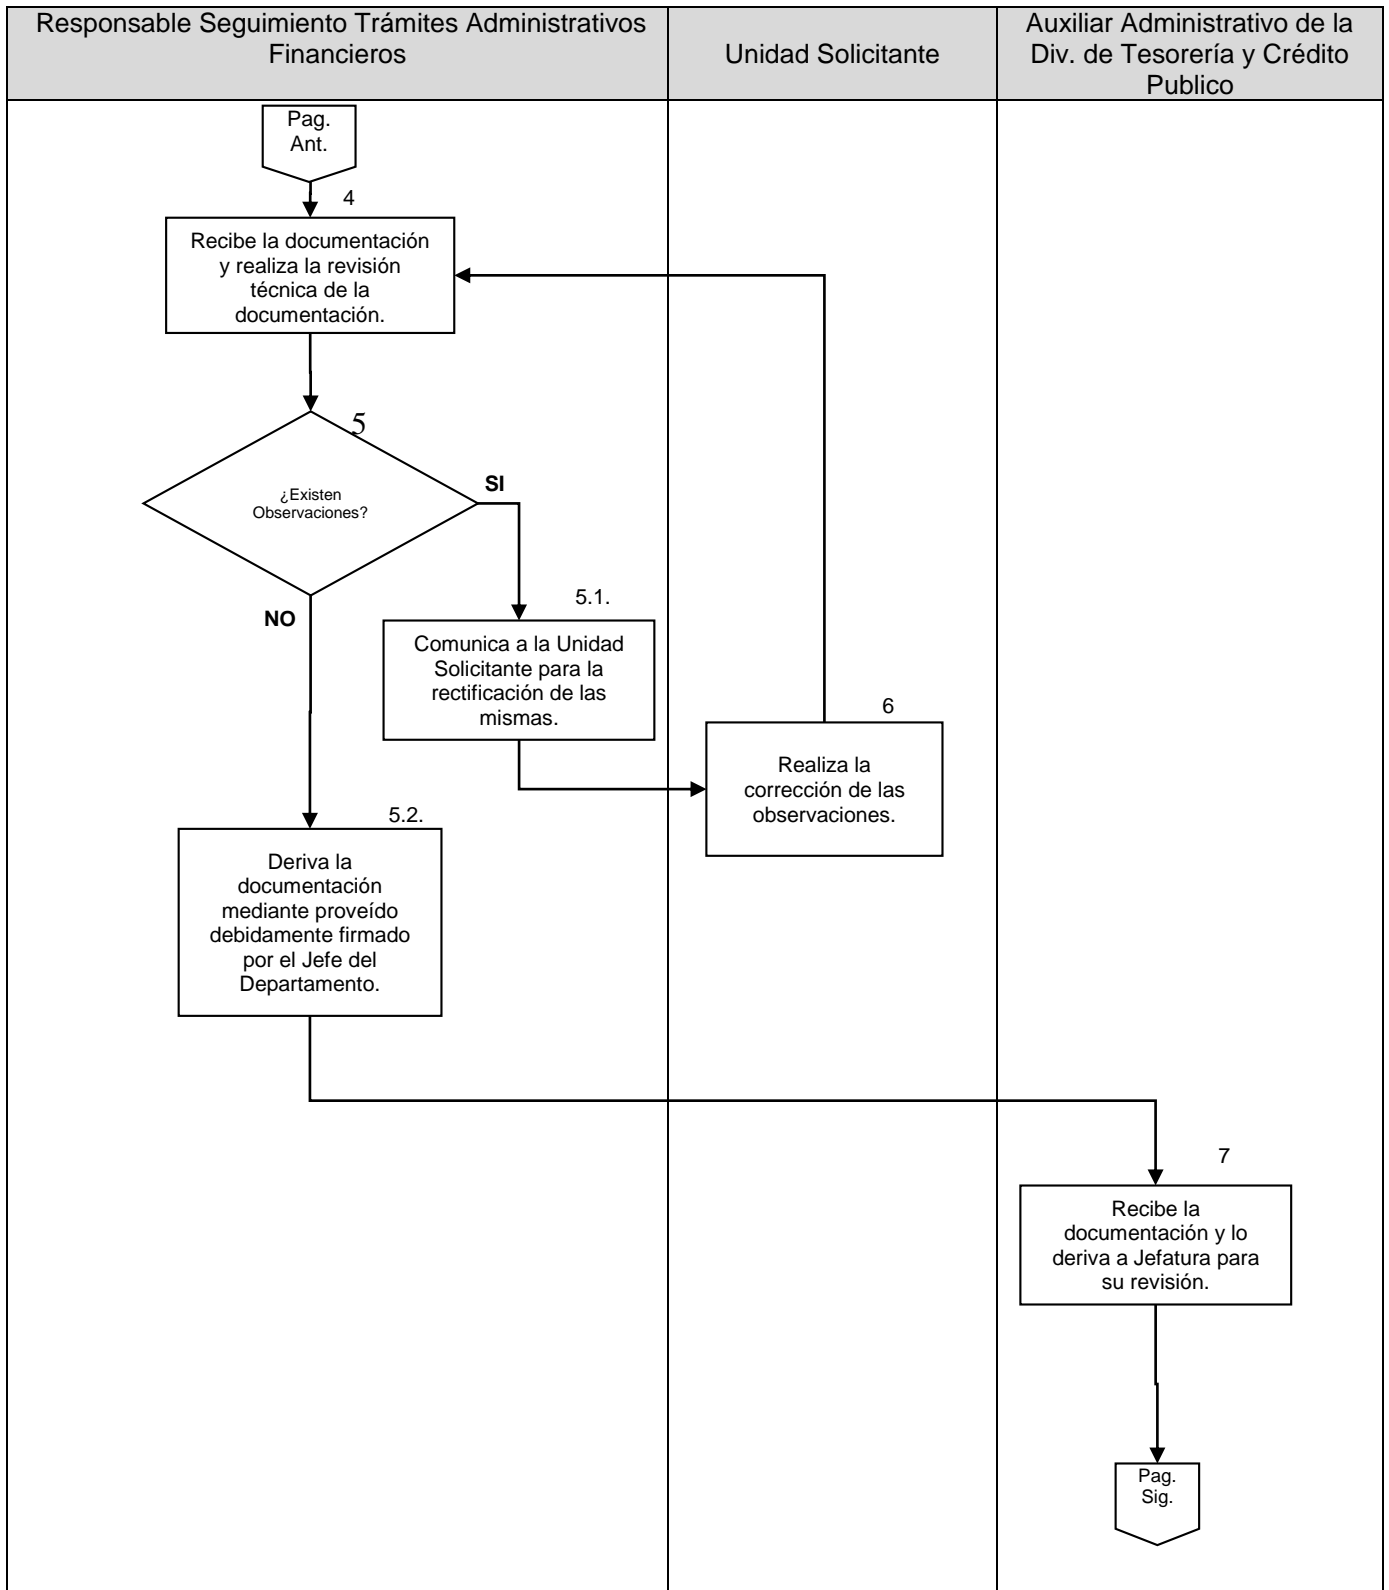 Responsable Seguimiento Trámites Administrativos
Financieros
Unidad Solicitante
Auxiliar Administrativo de la
Div. de Tesorería y Crédito
Publico
Pag.
Ant.
4
Recibe la documentación
y realiza la revisión
técnica de la
documentación.
5
¿Existen
Observaciones?
SI
NO
5.1.
Comunica a la Unidad
Solicitante para la
rectificación de las
mismas.
6
Realiza la
corrección de las
observaciones.
5.2.
Deriva la
documentación
mediante proveído
debidamente firmado
por el Jefe del
Departamento.
7
Recibe la
documentación y lo
deriva a Jefatura para
su revisión.
Pag.
Sig.